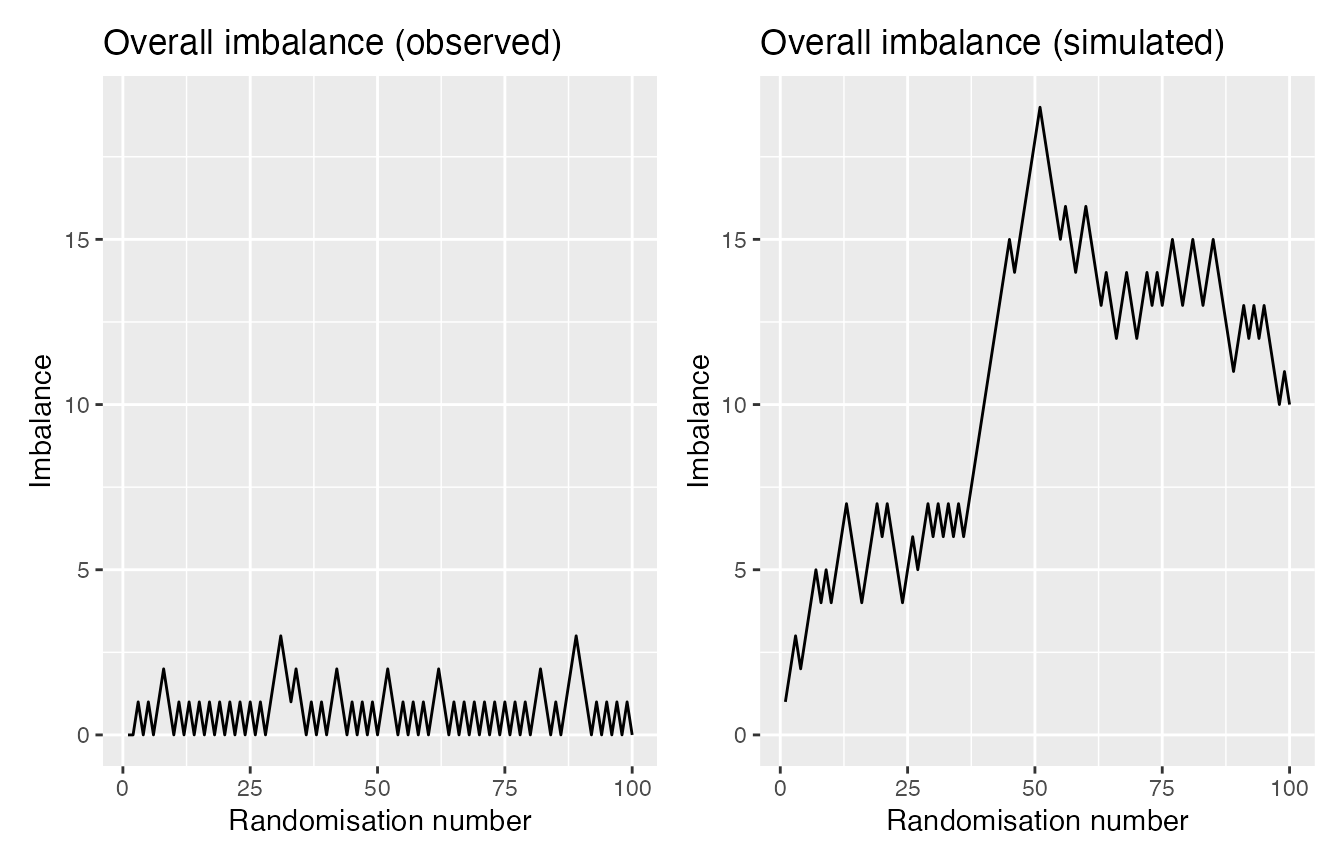 Overall imbalance (observed)
Imbalance
15
10
5
0
0 25 50 75 100
Randomisation number
Overall imbalance (simulated)
Imbalance
15
10
5
0
0 25 50 75 100
Randomisation number